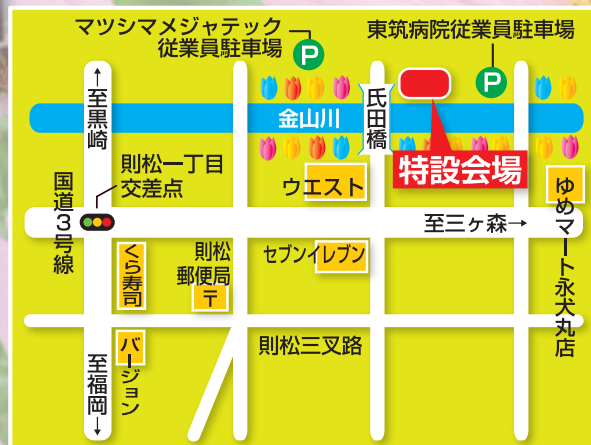 マツシマメジャテック
従業員駐車場
P
東筑病院従業員駐車場
P
↑至黒崎
金山川
氏田橋
特設会場
国道3号線
則松一丁目
交差点
ウエスト
至三ヶ森→
ゆめマート永犬丸店
くら寿司
則松
郵便局
〒
セブンイレブン
バージョン
則松三叉路
至福岡↓